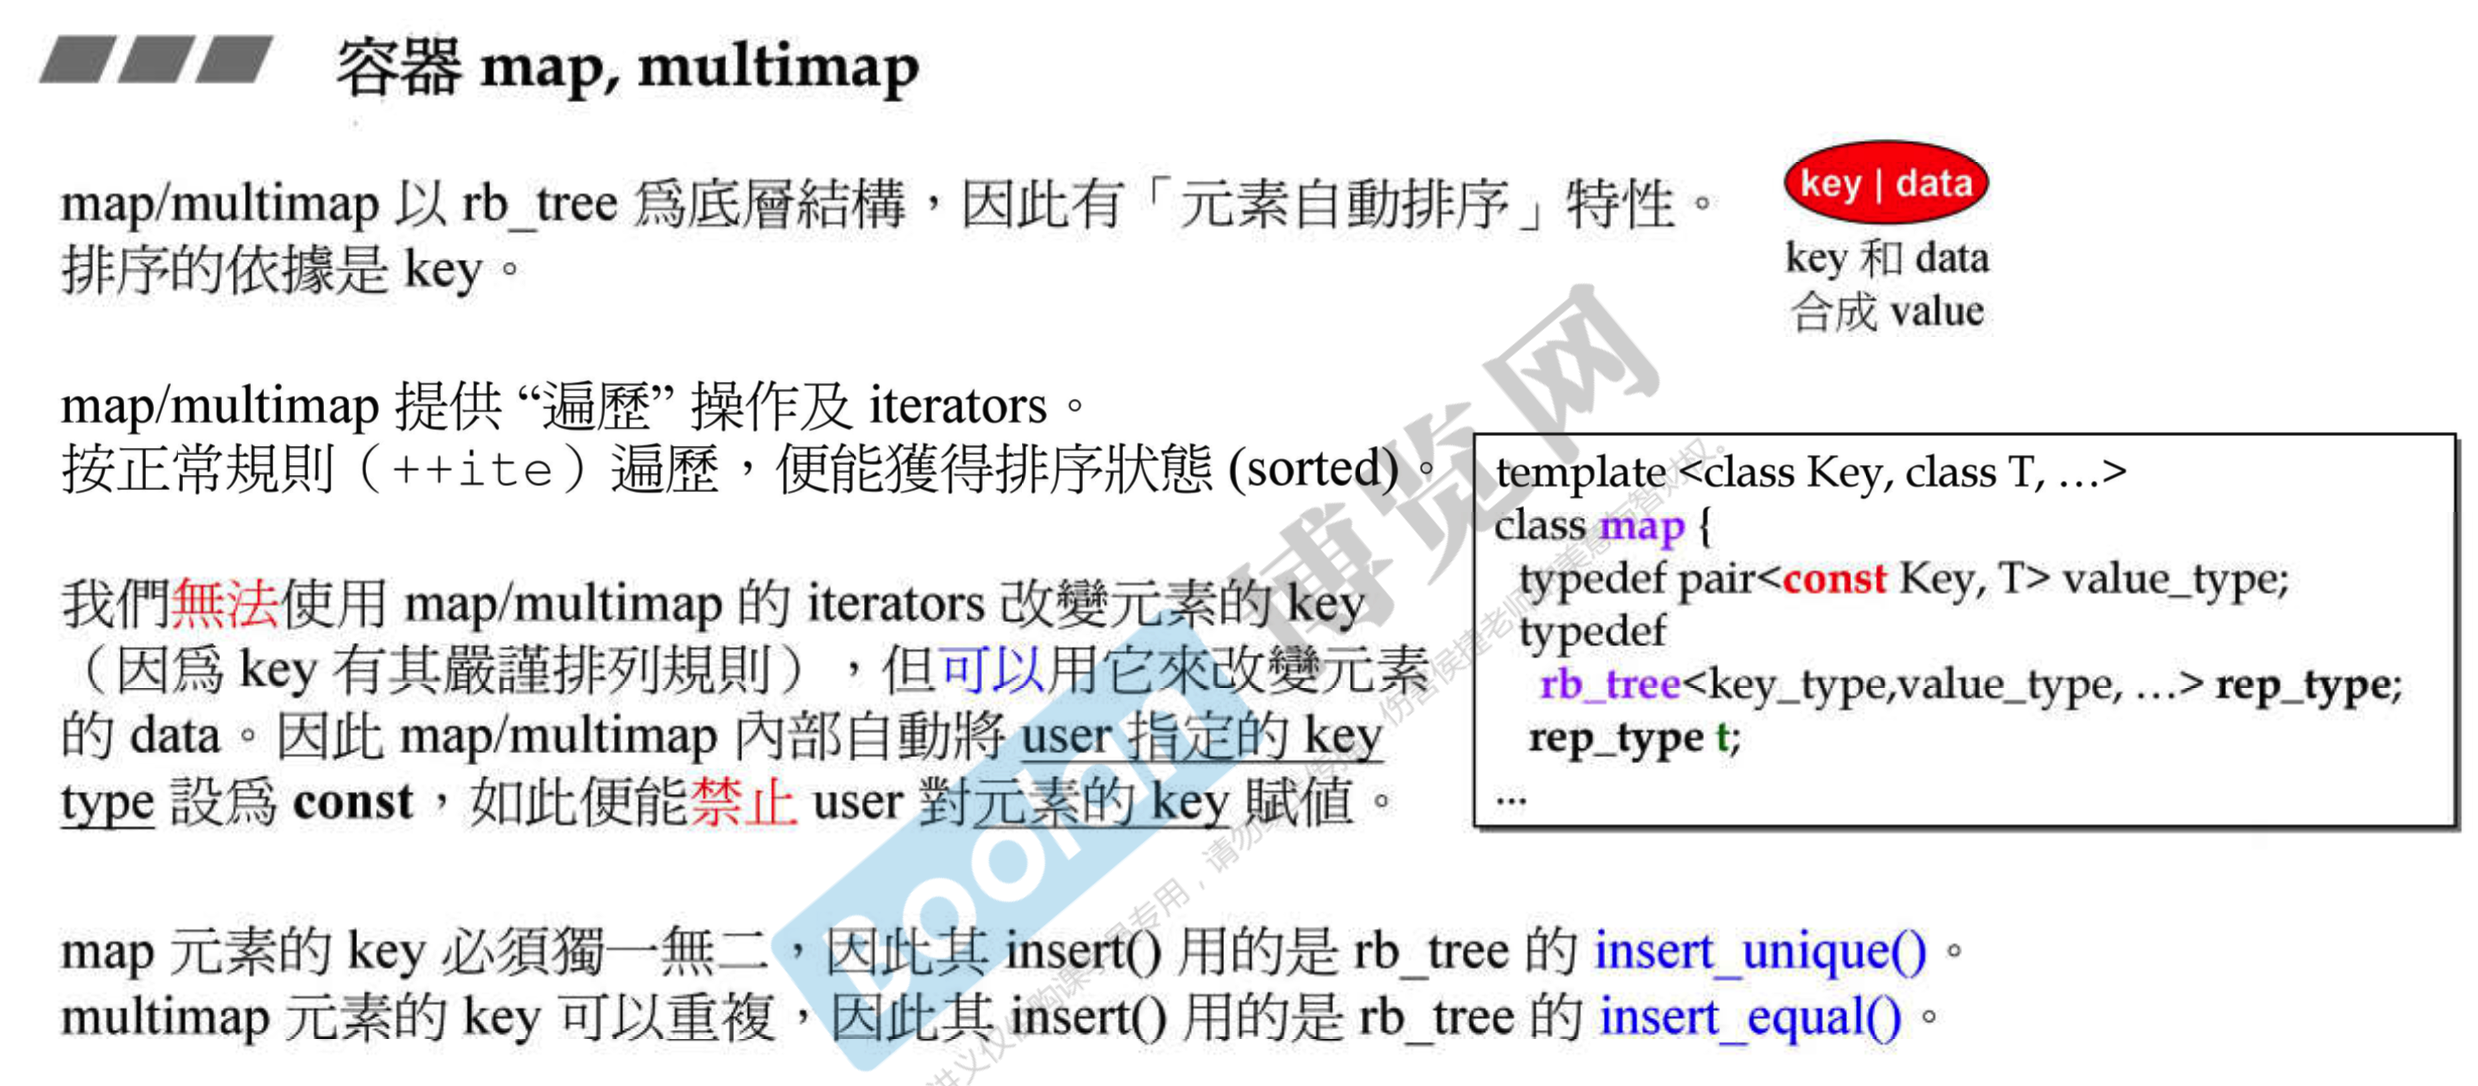 容器 map, multimap
map/multimap 以 rb_tree 為底層結構，因此有「元素自動排序」特性。
排序的依據是 key。
key | data
key 和 data
合成 value
map/multimap 提供 “遍歷” 操作及 iterators。
按正常規則（++ite）遍歷，便能獲得排序狀態 (sorted)。
我們無法使用 map/multimap 的 iterators 改變元素的 key
（因為 key 有其嚴謹排列規則），但可以用它來改變元素
的 data。因此 map/multimap 內部自動將 user 指定的 key
type 設為 const，如此便能禁止 user 對元素的 key 賦值。
template <class Key, class T, …>
class map {
typedef pair<const Key, T> value_type;
typedef
rb_tree<key_type,value_type, …> rep_type;
rep_type t;
...
map 元素的 key 必須獨一無二，因此其 insert() 用的是 rb_tree 的 insert_unique()。
multimap 元素的 key 可以重複，因此其 insert() 用的是 rb_tree 的 insert_equal()。
Boolan
博览网